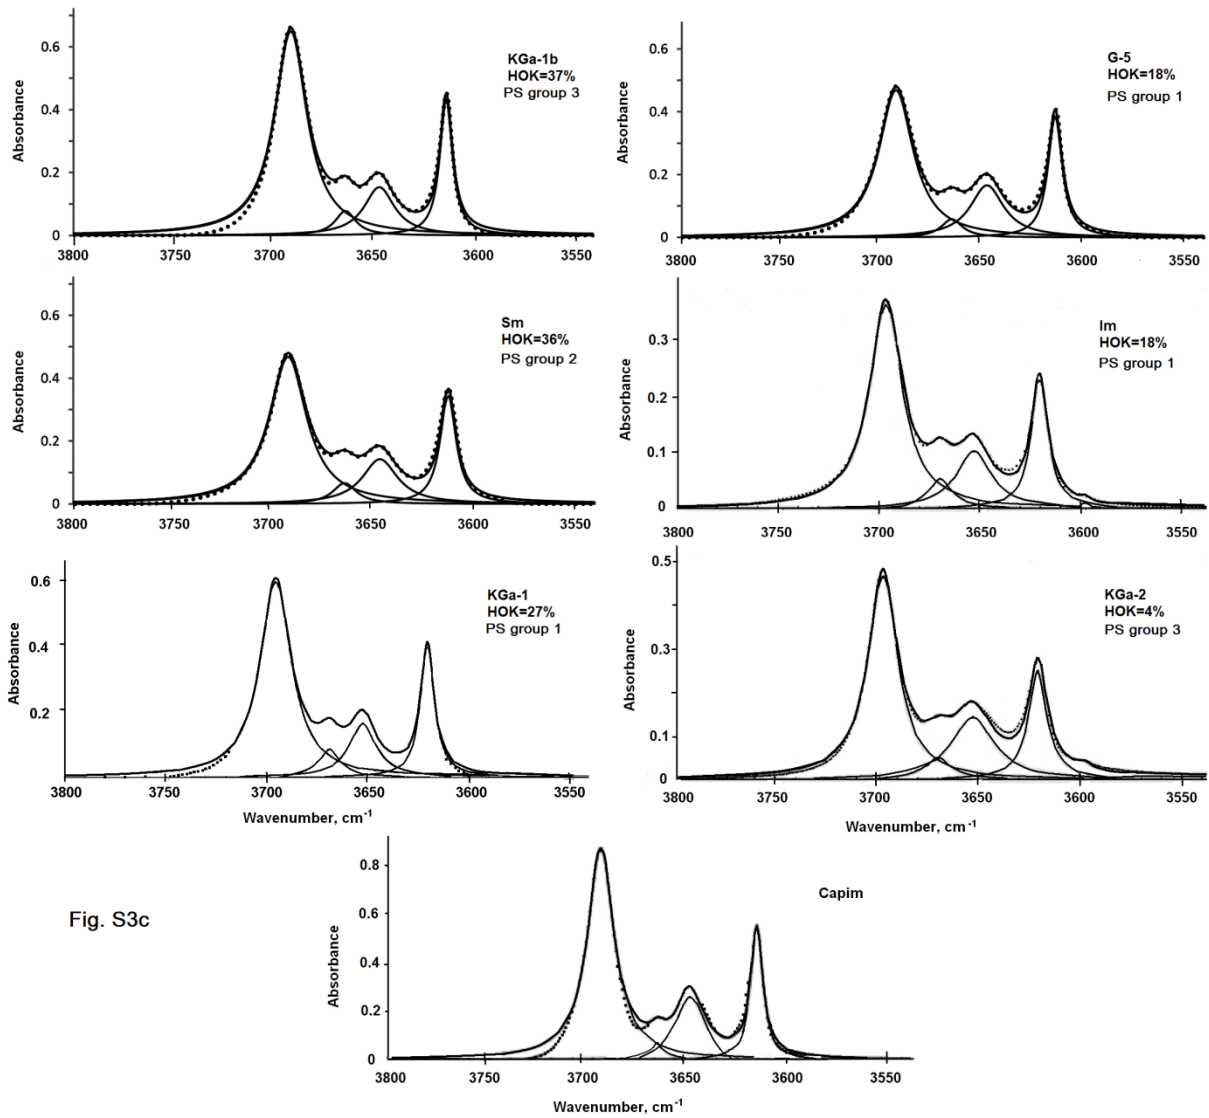 0.6
0.4
0.2
0
Absorbance
KGa-1b
HOK=37%
PS group 3
3800
3750
3700
3650
3600
3550
0.6
0.4
0.2
0
Absorbance
G-5
HOK=18%
PS group 1
3800
3750
3700
3650
3600
3550
0.6
0.4
0.2
0
Absorbance
Sm
HOK=36%
PS group 2
3800
3750
3700
3650
3600
3550
0.3
0.2
0.1
0
Absorbance
Im
HOK=18%
PS group 1
3800
3750
3700
3650
3600
3550
0.6
0.4
0.2
Absorbance
KGa-1
HOK=27%
PS group 1
3800
3750
3700
3650
3600
3550
Wavenumber, cm⁻¹
0.5
0.3
0.1
0
Absorbance
KGa-2
HOK=4%
PS group 3
3800
3750
3700
3650
3600
3550
Wavenumber, cm⁻¹
Fig. S3c
0.8
0.6
0.4
0.2
0
Absorbance
Capim
3800
3750
3700
3650
3600
3550
Wavenumber, cm⁻¹